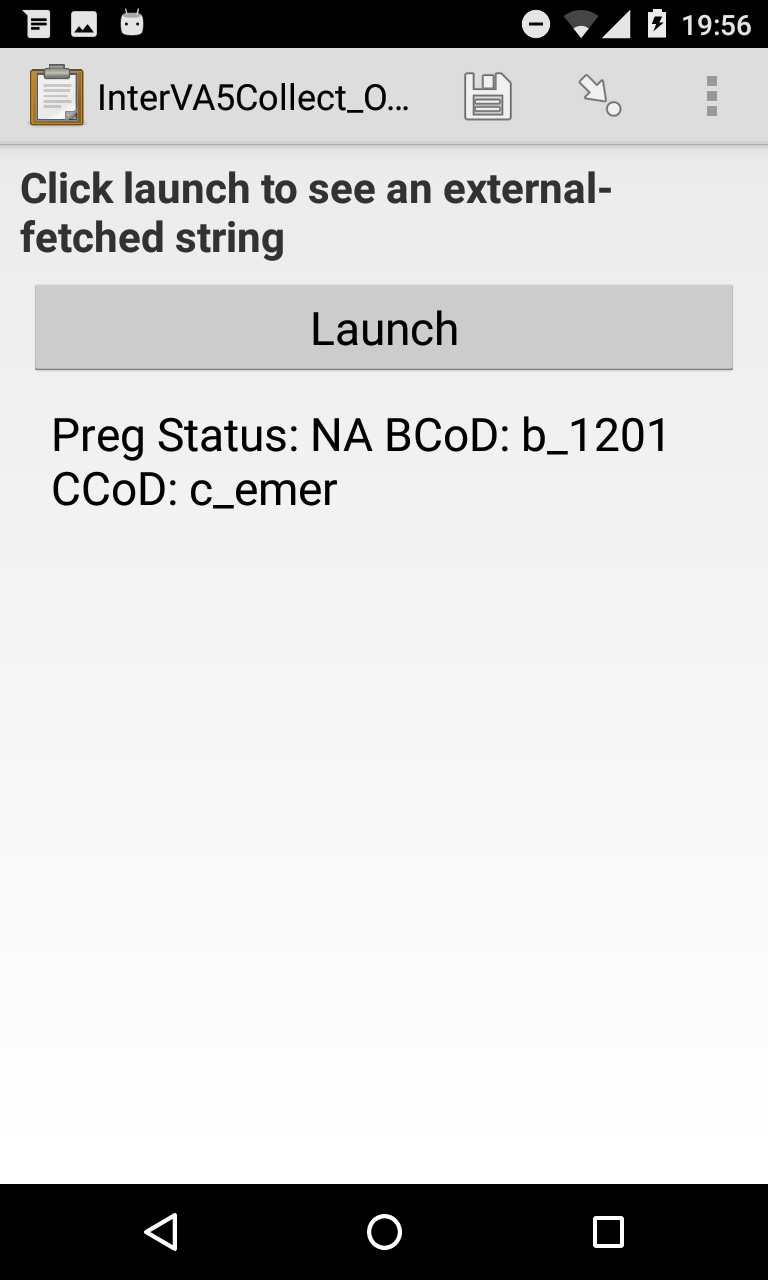 19:56
InterVA5Collect_O...
Click launch to see an external-
fetched string
Launch
Preg Status: NA BCoD: b_1201
CCoD: c_emer